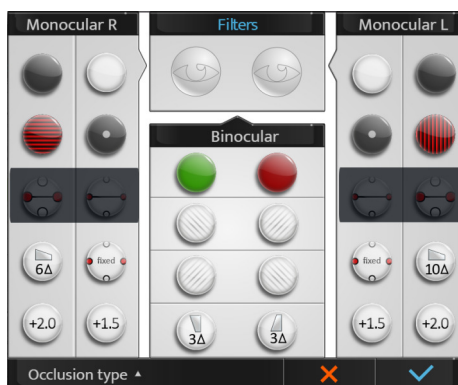 Monocular R
Filters
Monocular L
Binocular
6Δ
fixed
fixed
10Δ
+2.0
+1.5
3Δ
3Δ
+1.5
+2.0
Occlusion type